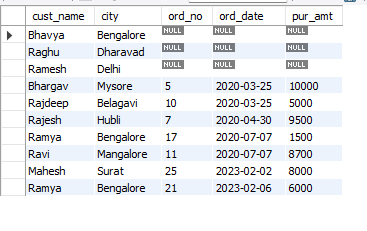 cust_name city ord_no ord_date pur_amt
Bhavya Bengalore NULL NULL NULL
Raghu Dharavad NULL NULL NULL
Ramesh Delhi NULL NULL NULL
Bhargav Mysore 5 2020-03-25 10000
Rajdeep Belagavi 10 2020-03-25 5000
Rajesh Hubli 7 2020-04-30 9500
Ramya Bengalore 17 2020-07-07 1500
Ravi Mangalore 11 2020-07-07 8700
Mahesh Surat 25 2023-02-02 8000
Ramya Bengalore 21 2023-02-06 6000